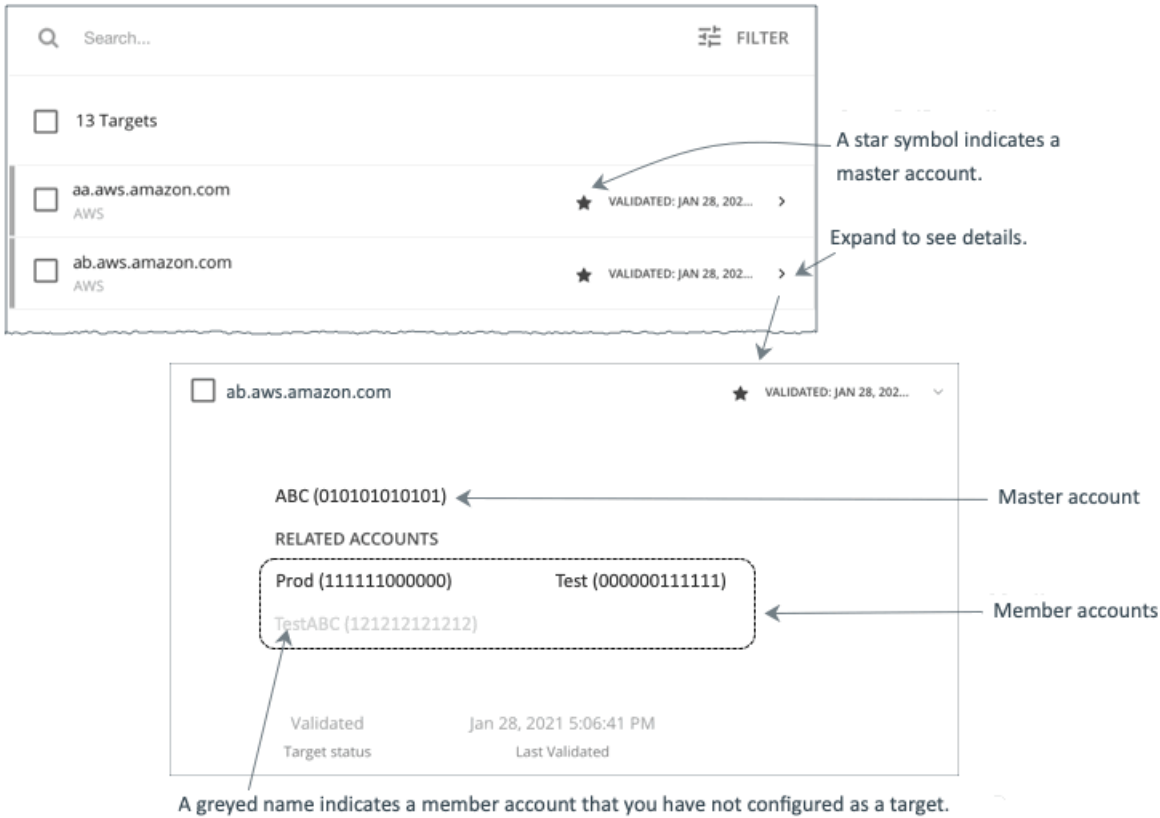 Search...
FILTER
13 Targets
A star symbol indicates a
master account.
aa.aws.amazon.com
AWS
VALIDATED: JAN 28, 202...
Expand to see details.
ab.aws.amazon.com
AWS
VALIDATED: JAN 28, 202...
ab.aws.amazon.com
VALIDATED: JAN 28, 202...
ABC (010101010101)
Master account
RELATED ACCOUNTS
Prod (111111000000)
Test (000000111111)
Member accounts
TestABC (121212121212)
Validated
Jan 28, 2021 5:06:41 PM
Target status
Last Validated
A greyed name indicates a member account that you have not configured as a target.